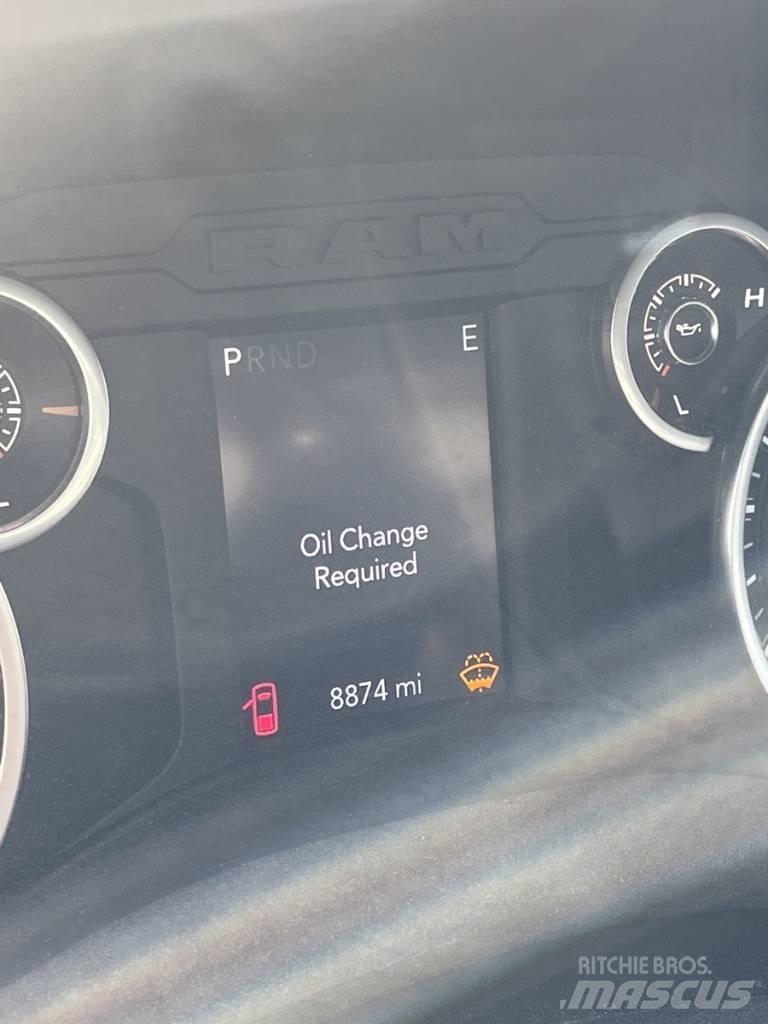 RAM
PRND E
H
L
Oil Change
Required
8874 mi
RITCHIE BROS.
MASCUS